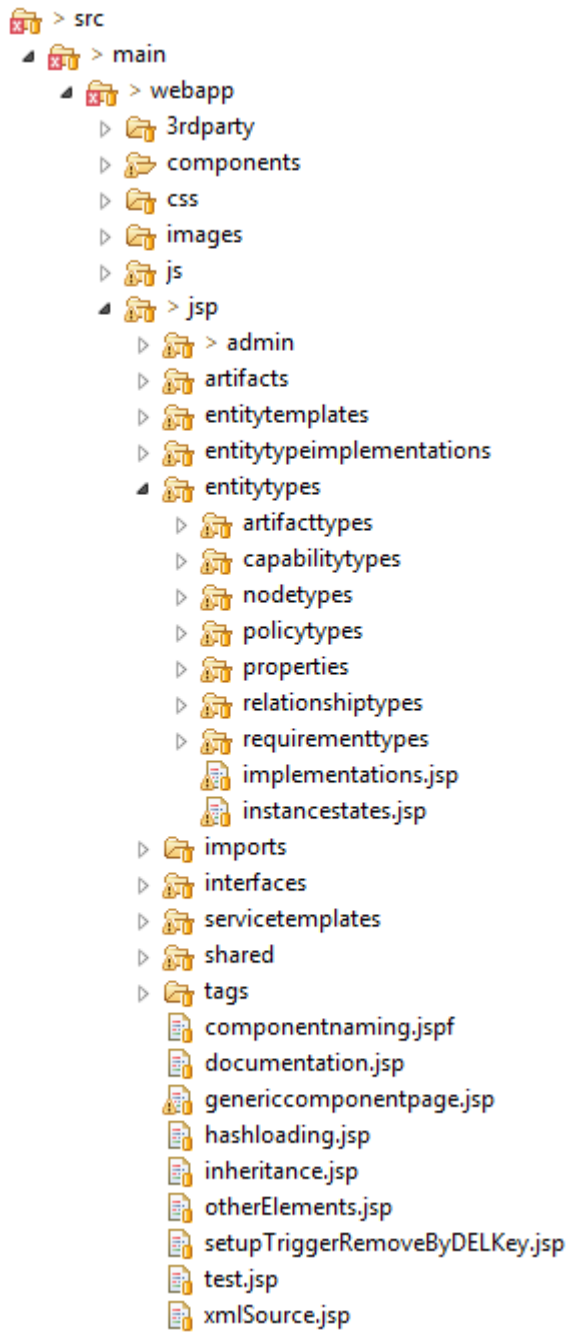 > src
> main
> webapp
3rdparty
components
css
images
js
> jsp
> admin
artifacts
entitytemplates
entitytypeimplementations
entitytypes
artifacttypes
capabilitytypes
nodetypes
policytypes
properties
relationshiptypes
requirementtypes
implementations.jsp
instancestates.jsp
imports
interfaces
servicetemplates
shared
tags
componentnaming.jspf
documentation.jsp
genericcomponentpage.jsp
hashloading.jsp
inheritance.jsp
otherElements.jsp
setupTriggerRemoveByDELKey.jsp
test.jsp
xmlSource.jsp